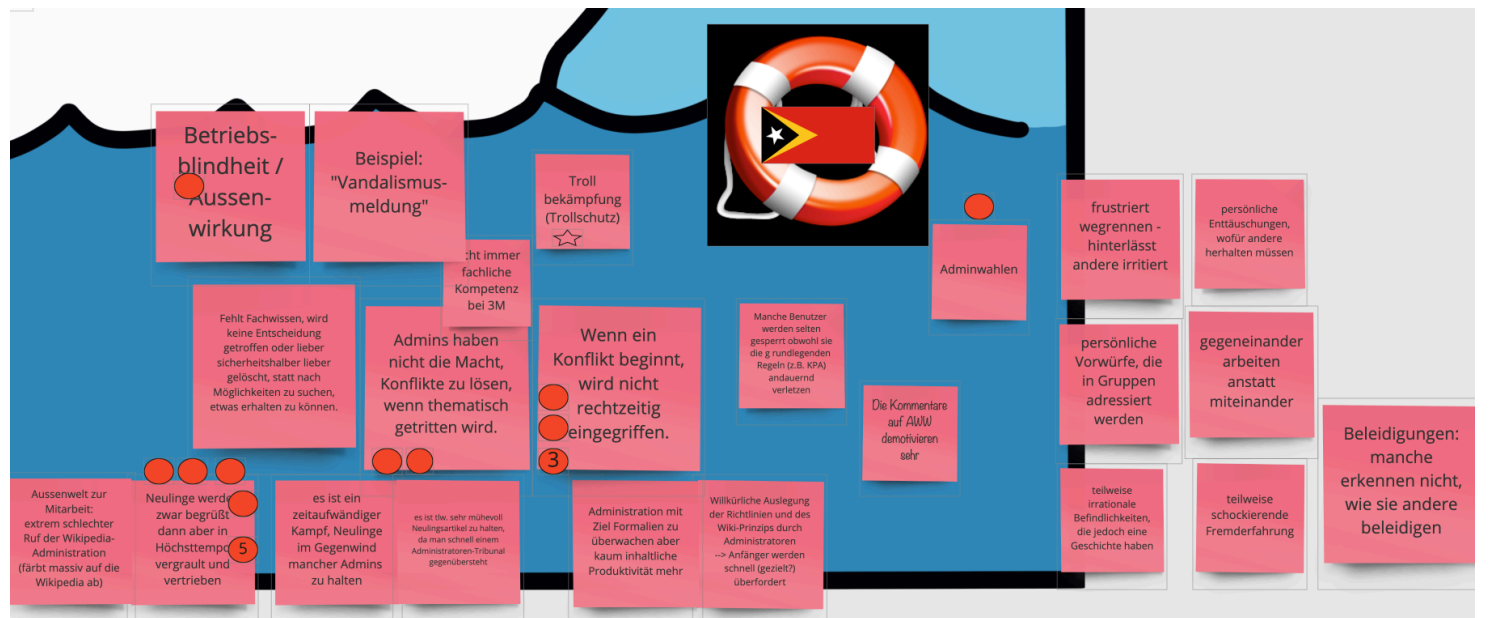 Betriebs-
blindheit /
Aussen-
wirkung
Beispiel:
"Vandalismus-
meldung"
Troll
bekämpfung
(Trollschutz)
fachliche
Kompetenz
bei 3M
Adminwahlen
frustriert
wegrennen -
hinterlässt
andere irritiert
persönliche
Enttäuschungen,
wofür andere
herhalten müssen
Fehlt Fachwissen, wird
keine Entscheidung
getroffen oder lieber
sicherheitshalber lieber
gelöscht, statt nach
Möglichkeiten zu suchen,
etwas erhalten zu können.
Admins haben
nicht die Macht,
Konflikte zu lösen,
wenn thematisch
getritten wird.
Wenn ein
Konflikt beginnt,
wird nicht
rechtzeitig
eingegriffen.
3
Manche Benutzer
werden selten
gesperrt obwohl sie
die g rundlegenden
Regeln (z.B. KPA)
andauernd
verletzen
Die Kommentare
auf AWW
demotivieren
sehr
persönliche
Vorwürfe, die
in Gruppen
adressiert
werden
gegeneinander
arbeiten
anstatt
miteinander
Beleidigungen:
manche
erkennen nicht,
wie sie andere
beleidigen
Aussenwelt zur
Mitarbeit:
extrem schlechter
Ruf der Wikipedia-
Administration
(färbt massiv auf die
Wikipedia ab)
Neulinge werde
zwar begrüßt
dann aber in
Höchsttempo
vergrault und
vertrieben
5
es ist ein
zeitaufwändiger
Kampf, Neulinge
im Gegenwind
mancher Admins
zu halten
es ist tlw. sehr mühevoll
Neulingsartikel zu halten,
da man schnell einem
Administratoren-Tribunal
gegenübersteht
Administration mit
Ziel Formalien zu
überwachen aber
kaum inhaltliche
Produktivität mehr
Willkürliche Auslegung
der Richtlinien und des
Wiki-Prinzips durch
Administratoren
--> Anfänger werden
schnell (gezielt?)
überfordert
teilweise
irrationale
Befindlichkeiten,
die jedoch eine
Geschichte haben
teilweise
schockierende
Fremderfahrung